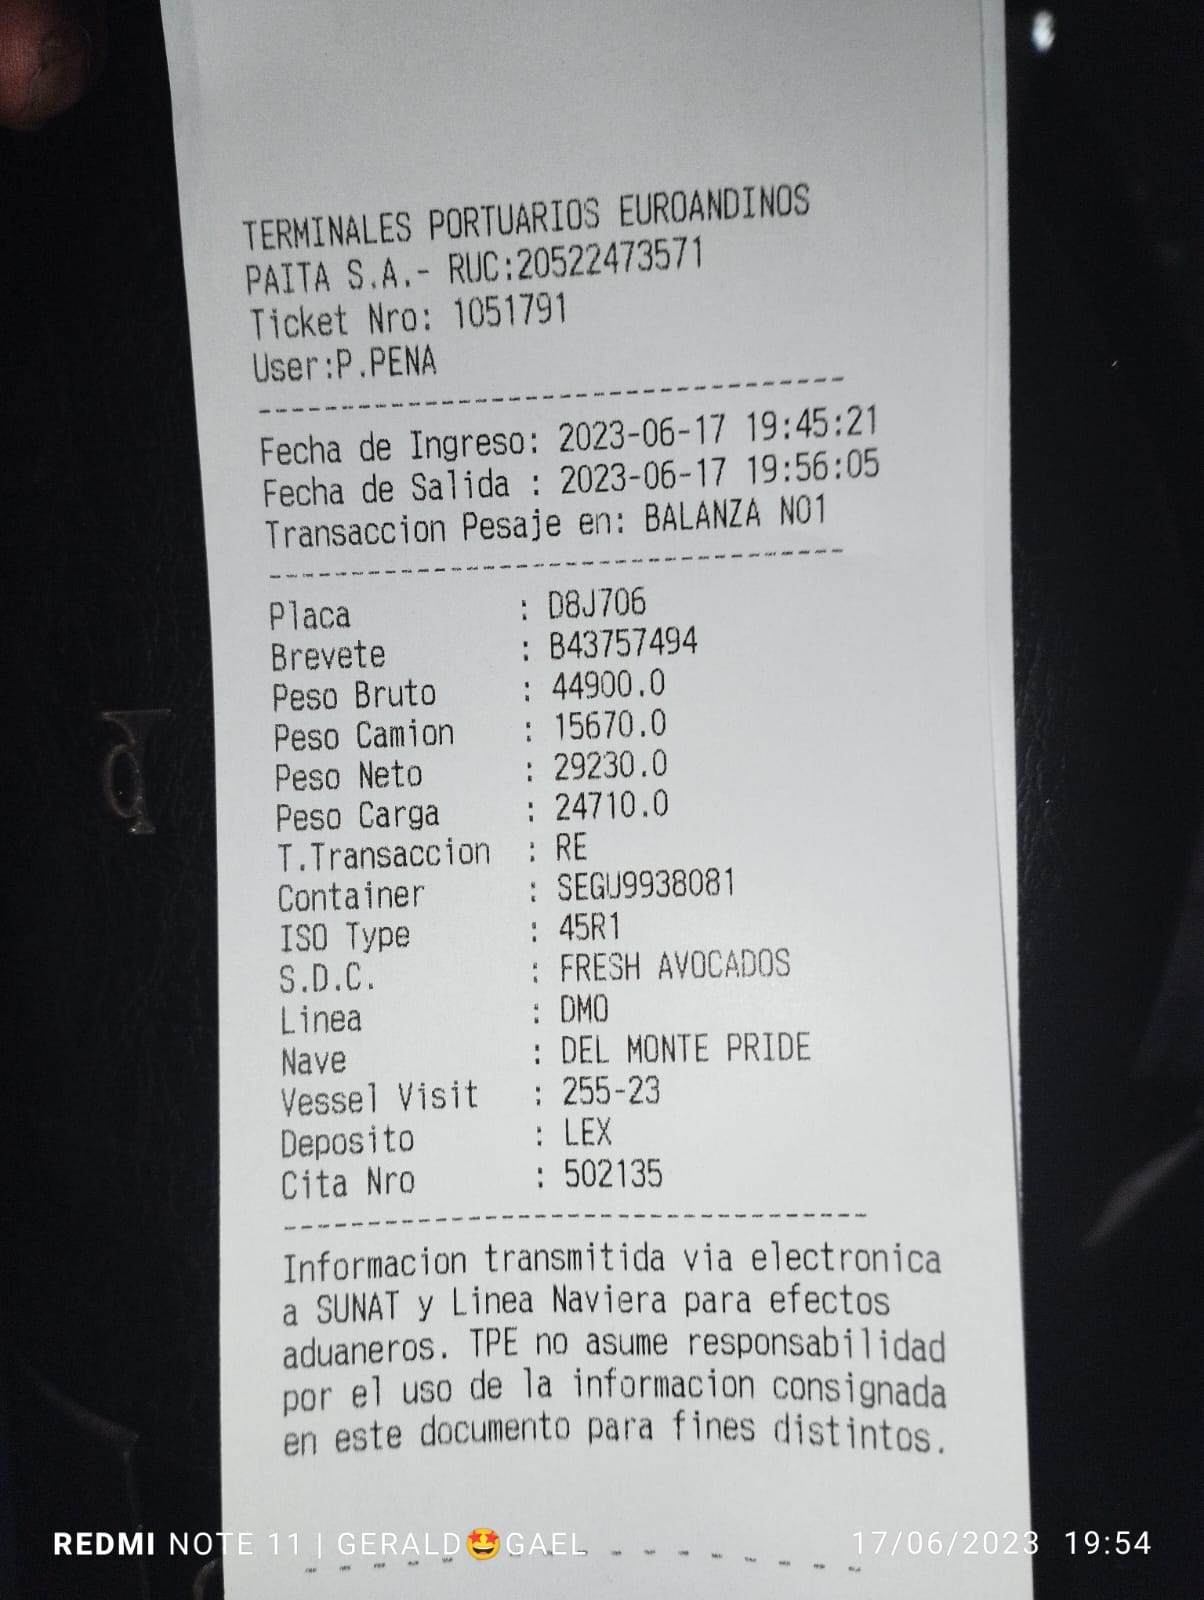 TERMINALES PORTUARIOS EUROANDINOS
PAITA S.A.- RUC:20522473571
Ticket Nro: 1051791
User:P.PENA
----------------------------------
Fecha de Ingreso: 2023-06-17 19:45:21
Fecha de Salida : 2023-06-17 19:56:05
Transaccion Pesaje en: BALANZA NO1
----------------------------------
Placa : D8J706
Brevete : B43757494
Peso Bruto : 44900.0
Peso Camion : 15670.0
Peso Neto : 29230.0
Peso Carga : 24710.0
T.Transaccion : RE
Container : SEGU9938081
ISO Type : 45R1
S.D.C. : FRESH AVOCADOS
Linea : DMO
Nave : DEL MONTE PRIDE
Vessel Visit : 255-23
Deposito : LEX
Cita Nro : 502135
----------------------------------
Informacion transmitida via electronica
a SUNAT y Linea Naviera para efectos
aduaneros. TPE no asume responsabilidad
por el uso de la informacion consignada
en este documento para fines distintos.
REDMI NOTE 11 | GERALD🤩GAEL 17/06/2023 19:54